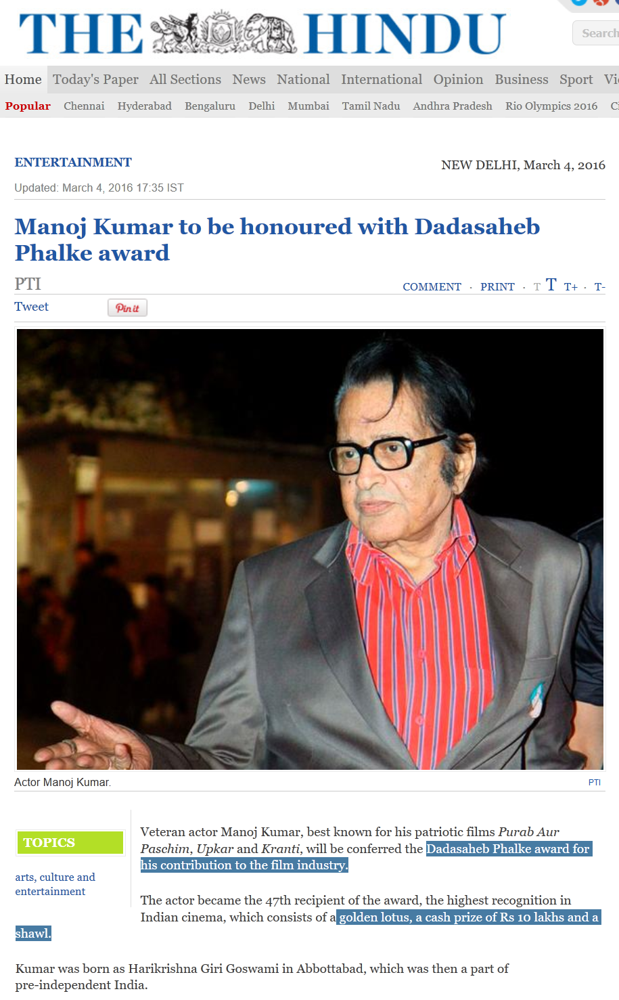 THE HINDU
Search
Home Today's Paper All Sections News National International Opinion Business Sport
Popular Chennai Hyderabad Bengaluru Delhi Mumbai Tamil Nadu Andhra Pradesh Rio Olympics 2016
ENTERTAINMENT
NEW DELHI, March 4, 2016
Updated: March 4, 2016 17:35 IST
Manoj Kumar to be honoured with Dadasaheb
Phalke award
PTI
COMMENT · PRINT · T T T+ · T-
Tweet Pin it
Actor Manoj Kumar.
PTI
TOPICS
arts, culture and
entertainment
Veteran actor Manoj Kumar, best known for his patriotic films Purab Aur
Paschim, Upkar and Kranti, will be conferred the Dadasaheb Phalke award for
his contribution to the film industry.
The actor became the 47th recipient of the award, the highest recognition in
Indian cinema, which consists of a golden lotus, a cash prize of Rs 10 lakhs and a
shawl.
Kumar was born as Harikrishna Giri Goswami in Abbottabad, which was then a part of
pre-independent India.